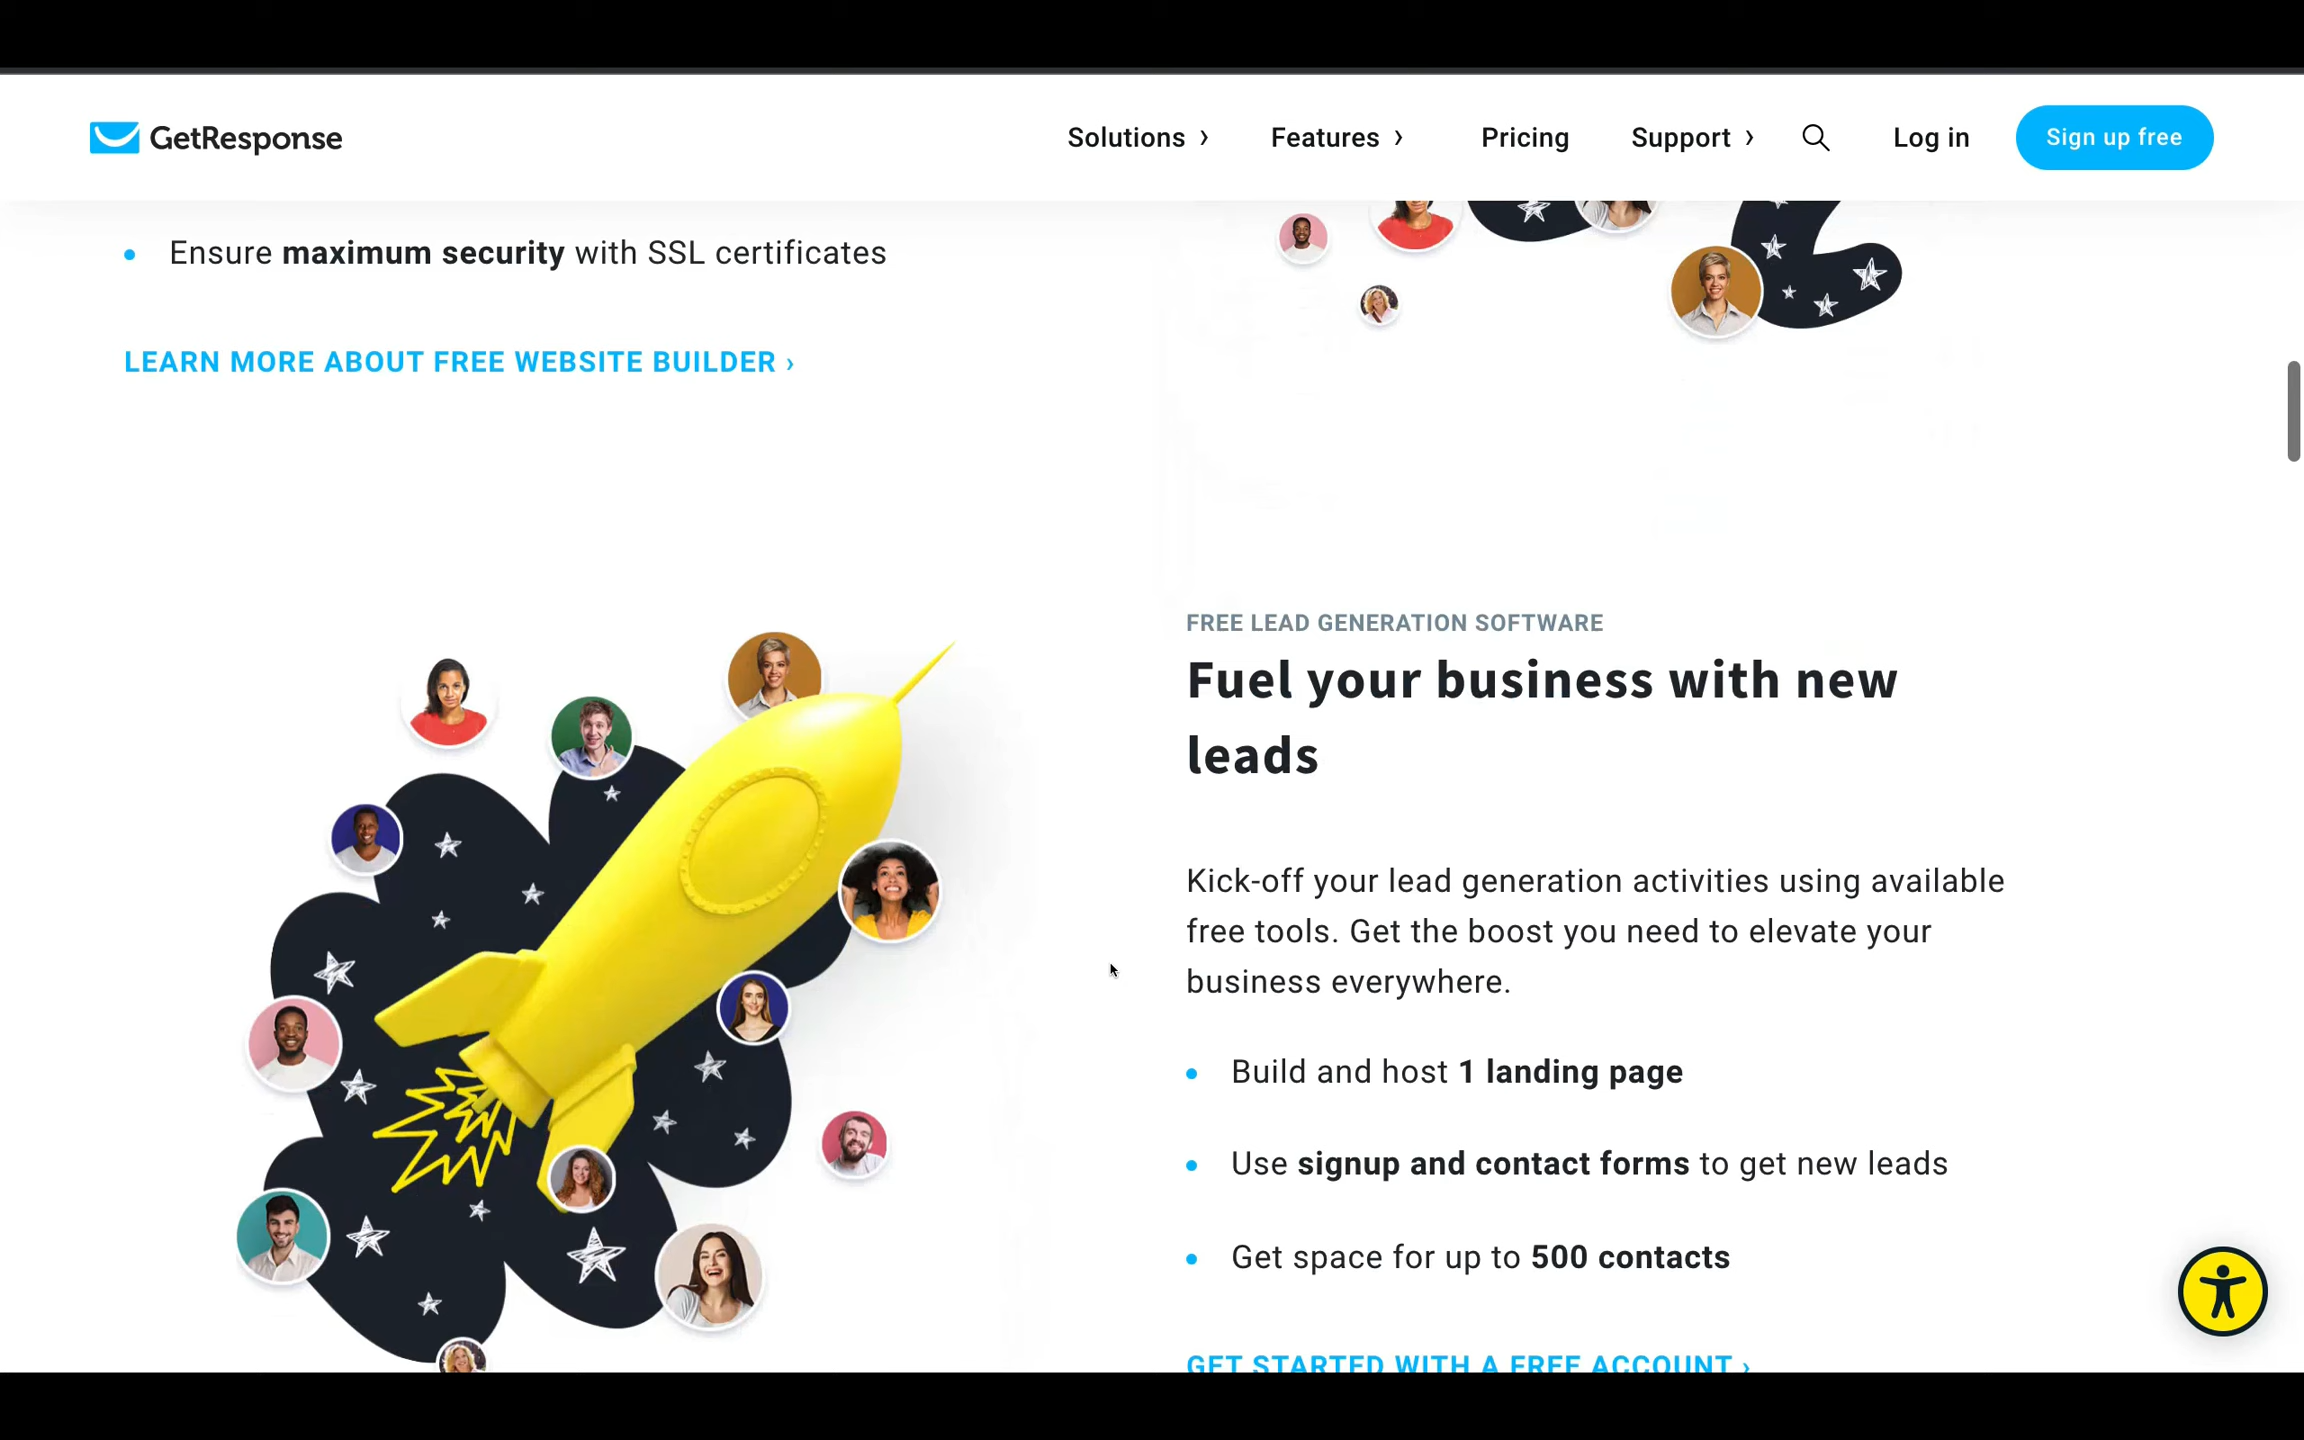 GetResponse
Solutions ›
Features ›
Pricing
Support ›
Log in
Sign up free
Ensure maximum security with SSL certificates
LEARN MORE ABOUT FREE WEBSITE BUILDER ›
FREE LEAD GENERATION SOFTWARE
Fuel your business with new
leads
Kick-off your lead generation activities using available
free tools. Get the boost you need to elevate your
business everywhere.
Build and host 1 landing page
Use signup and contact forms to get new leads
Get space for up to 500 contacts
GET STARTED WITH A FREE ACCOUNT ›